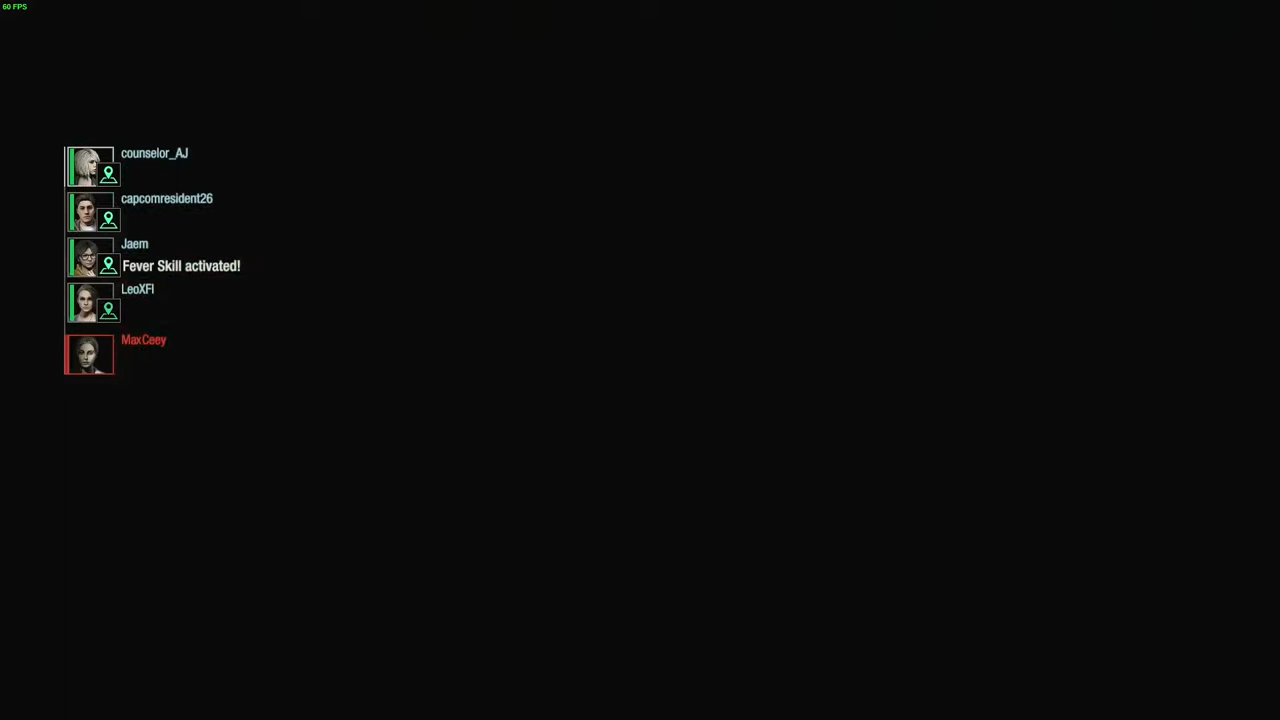 60 FPS
counselor_AJ
capcomresident26
Jaem
Fever Skill activated!
LeoXFI
MaxCeey